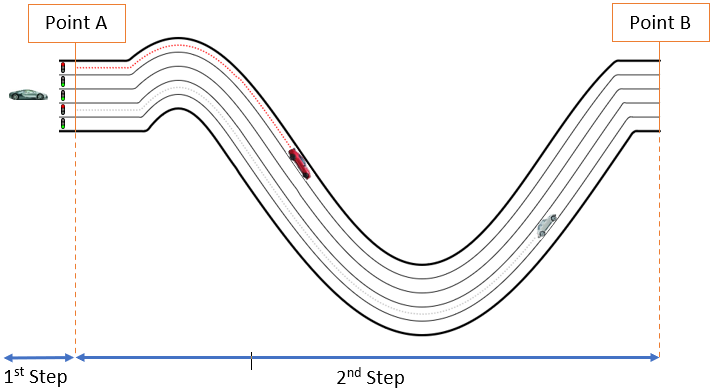 Point A
Point B
1st Step
2nd Step